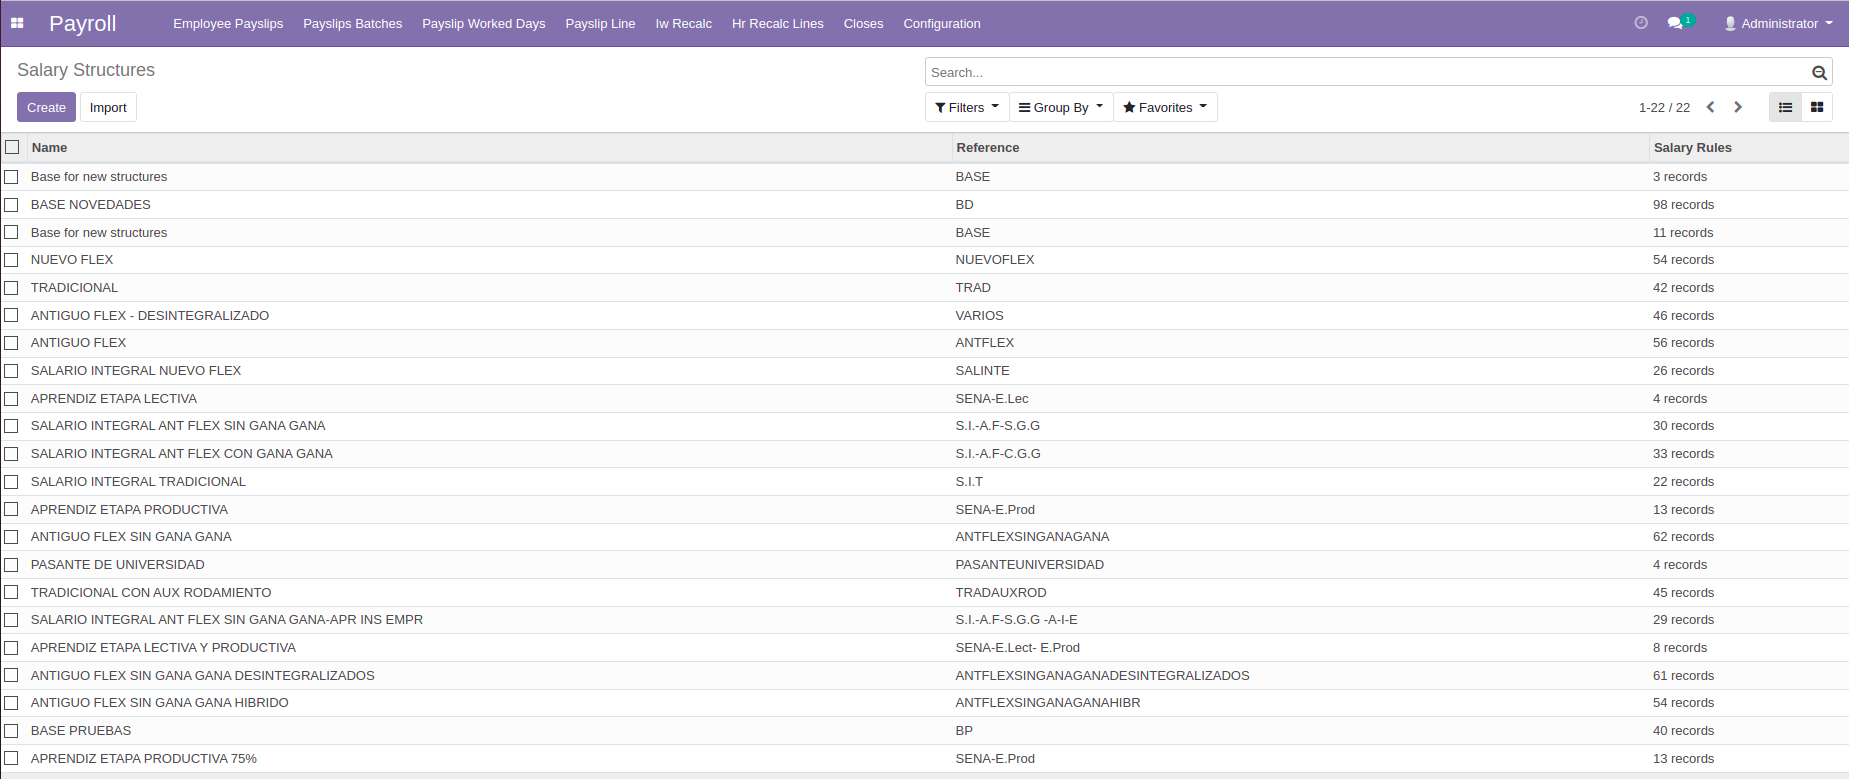 Payroll Employee Payslips Payslips Batches Payslip Worked Days Payslip Line Iw Recalc Hr Recalc Lines Closes Configuration 1 Administrator
Salary Structures Search...
Create Import Filters Group By Favorites 1-22 / 22
Name Reference Salary Rules
Base for new structures BASE 3 records
BASE NOVEDADES BD 98 records
Base for new structures BASE 11 records
NUEVO FLEX NUEVOFLEX 54 records
TRADICIONAL TRAD 42 records
ANTIGUO FLEX - DESINTEGRALIZADO VARIOS 46 records
ANTIGUO FLEX ANTFLEX 56 records
SALARIO INTEGRAL NUEVO FLEX SALINTE 26 records
APRENDIZ ETAPA LECTIVA SENA-E.Lec 4 records
SALARIO INTEGRAL ANT FLEX SIN GANA GANA S.I.-A.F-S.G.G 30 records
SALARIO INTEGRAL ANT FLEX CON GANA GANA S.I.-A.F-C.G.G 33 records
SALARIO INTEGRAL TRADICIONAL S.I.T 22 records
APRENDIZ ETAPA PRODUCTIVA SENA-E.Prod 13 records
ANTIGUO FLEX SIN GANA GANA ANTFLEXSINGANAGANA 62 records
PASANTE DE UNIVERSIDAD PASANTEUNIVERSIDAD 4 records
TRADICIONAL CON AUX RODAMIENTO TRADAUXROD 45 records
SALARIO INTEGRAL ANT FLEX SIN GANA GANA-APR INS EMPR S.I.-A.F-S.G.G -A-I-E 29 records
APRENDIZ ETAPA LECTIVA Y PRODUCTIVA SENA-E.Lect- E.Prod 8 records
ANTIGUO FLEX SIN GANA GANA DESINTEGRALIZADOS ANTFLEXSINGANAGANADESINTEGRALIZADOS 61 records
ANTIGUO FLEX SIN GANA GANA HIBRIDO ANTFLEXSINGANAGANAHIBR 54 records
BASE PRUEBAS BP 40 records
APRENDIZ ETAPA PRODUCTIVA 75% SENA-E.Prod 13 records